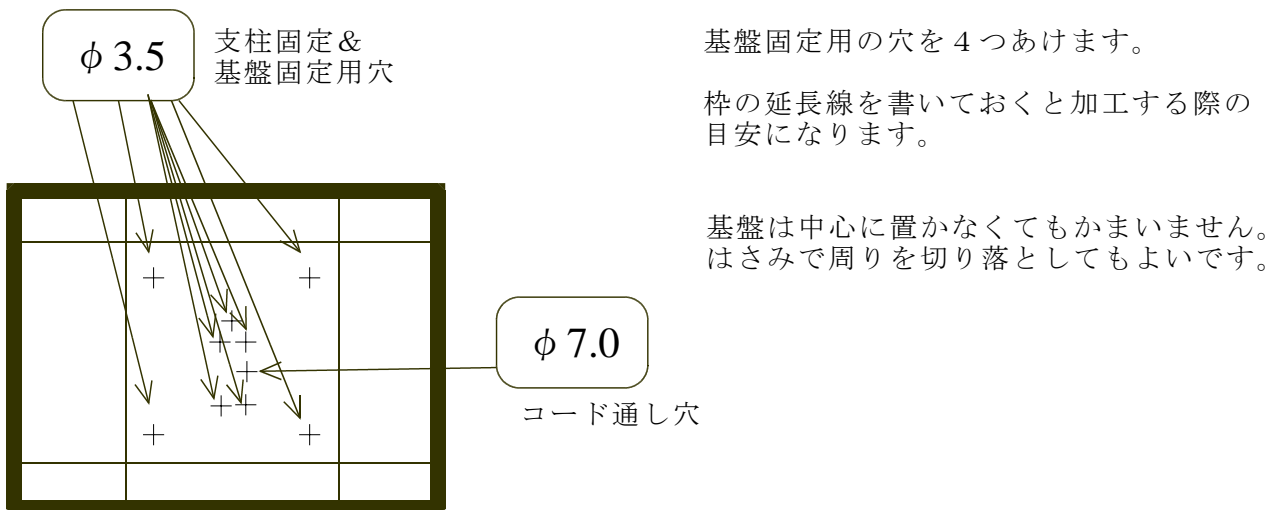 φ3.5
支柱固定＆
基盤固定用穴
基盤固定用の穴を４つあけます。
枠の延長線を書いておくと加工する際の
目安になります。
基盤は中心に置かなくてもかまいません。
はさみで周りを切り落としてもよいです。
φ7.0
コード通し穴